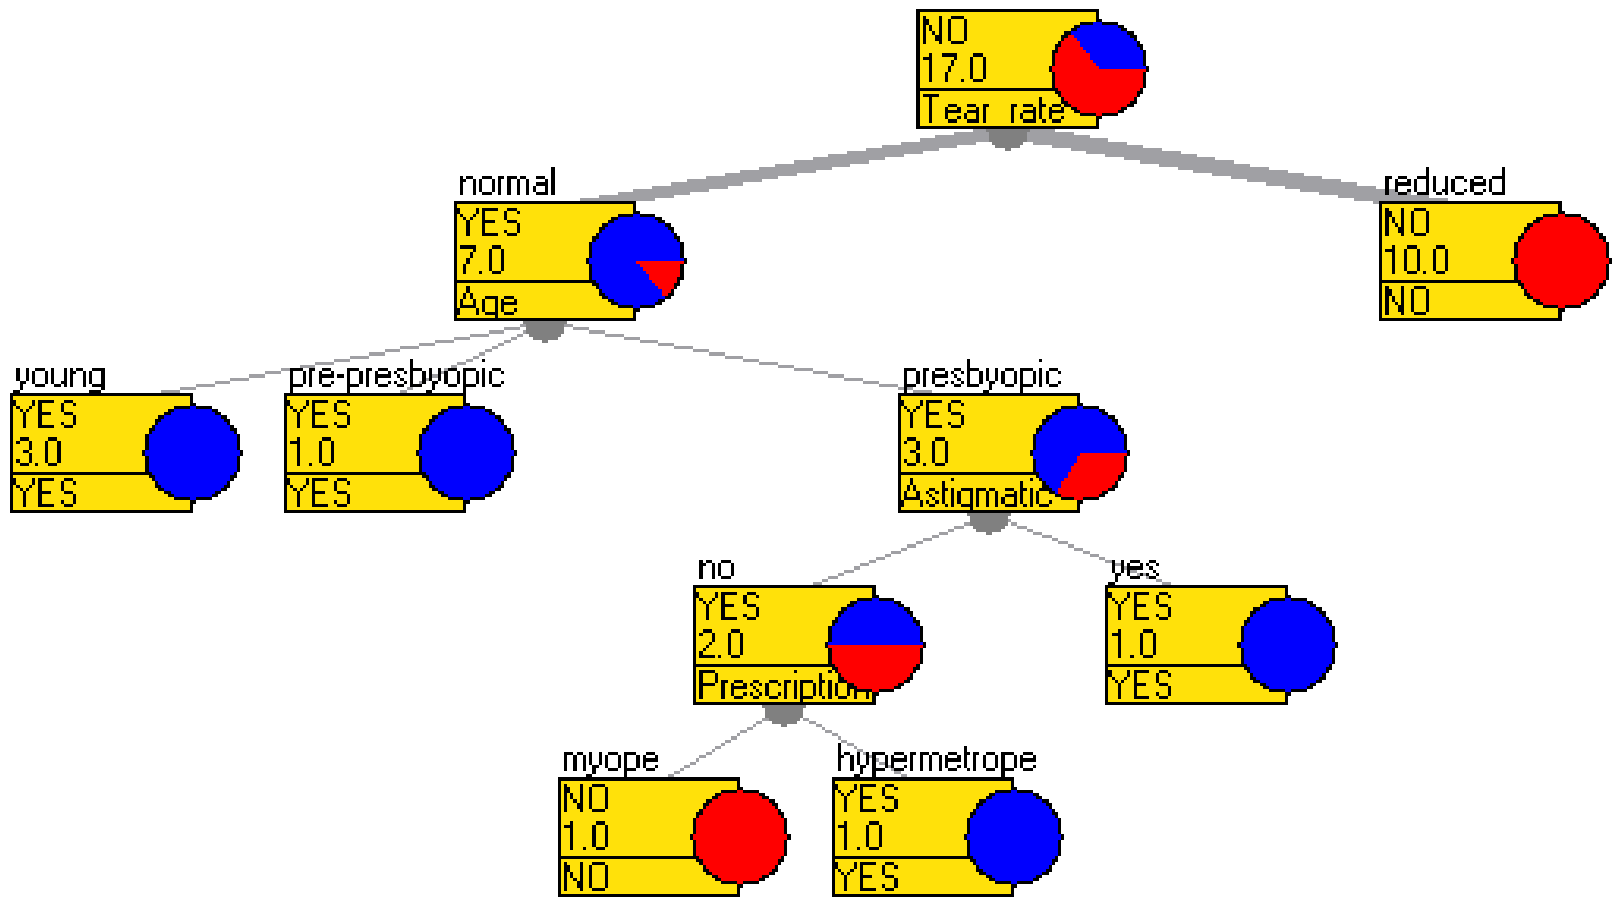 NO
17.0
Tear rate
normal
YES
7.0
Age
reduced
NO
10.0
NO
young
YES
3.0
YES
pre-presbyopic
YES
1.0
YES
presbyopic
YES
3.0
Astigmatic
no
YES
2.0
Prescription
yes
YES
1.0
YES
myope
NO
1.0
NO
hypermetrope
YES
1.0
YES